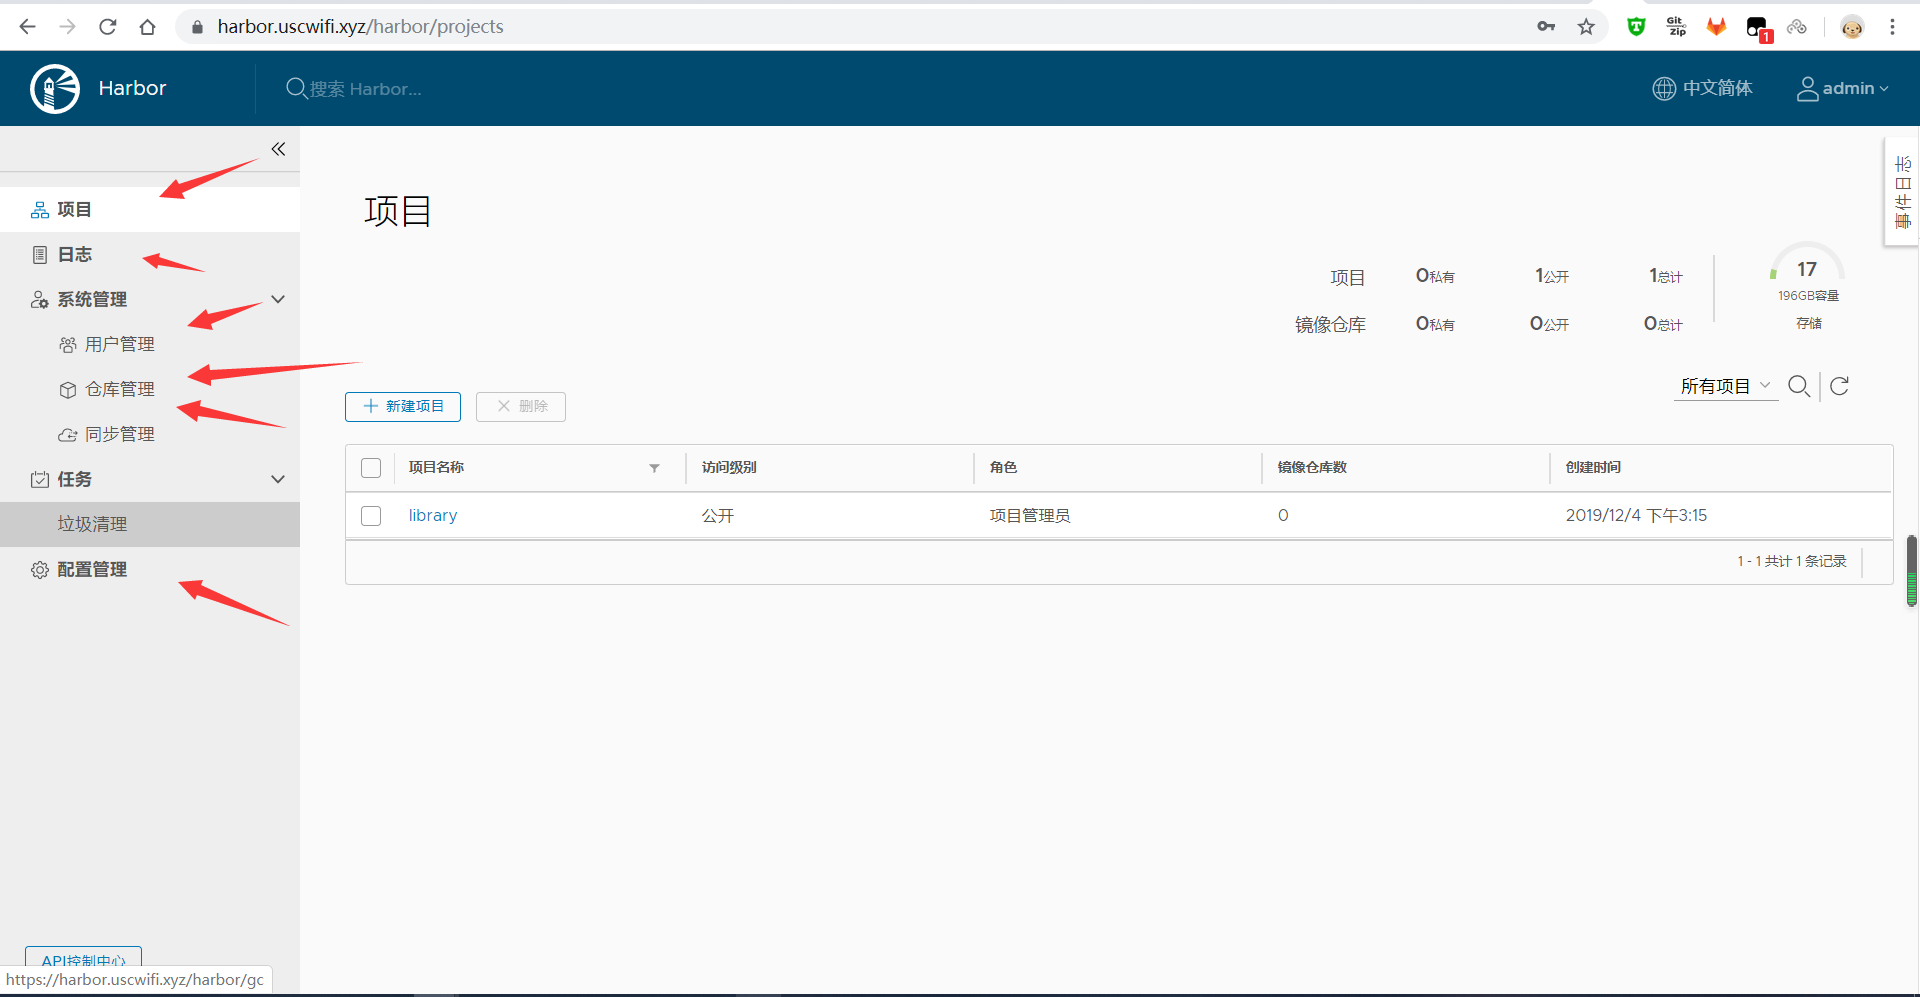 harbor.uscwifi.xyz/harbor/projects
Git
Zip
1
Harbor
搜索 Harbor...
中文简体
admin
项目
日志
系统管理
用户管理
仓库管理
同步管理
任务
垃圾清理
配置管理
API控制中心
https://harbor.uscwifi.xyz/harbor/gc
项目
事件日志
项目 0私有 1公开 1总计
镜像仓库 0私有 0公开 0总计
17
196GB容量
存储
新建项目 删除
所有项目
项目名称 访问级别 角色 镜像仓库数 创建时间
library 公开 项目管理员 0 2019/12/4 下午3:15
1 - 1 共计 1 条记录